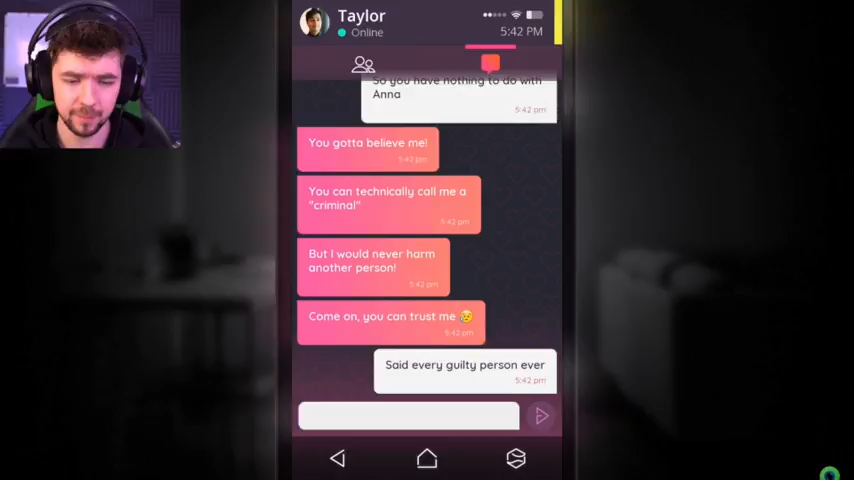 Taylor
Online
5:42 PM
So you have nothing to do with
Anna
5:42 pm
You gotta believe me!
5:42 pm
You can technically call me a
"criminal"
5:42 pm
But I would never harm
another person!
5:42 pm
Come on, you can trust me 😥
5:42 pm
Said every guilty person ever
5:42 pm